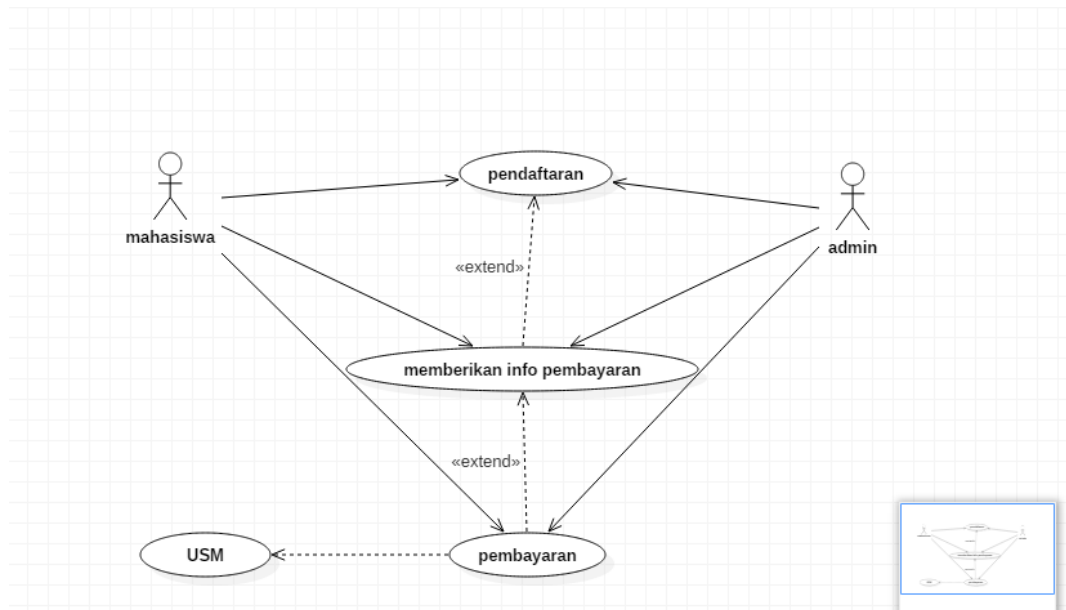 pendaftaran
mahasiswa
admin
«extend»
memberikan info pembayaran
«extend»
USM
pembayaran